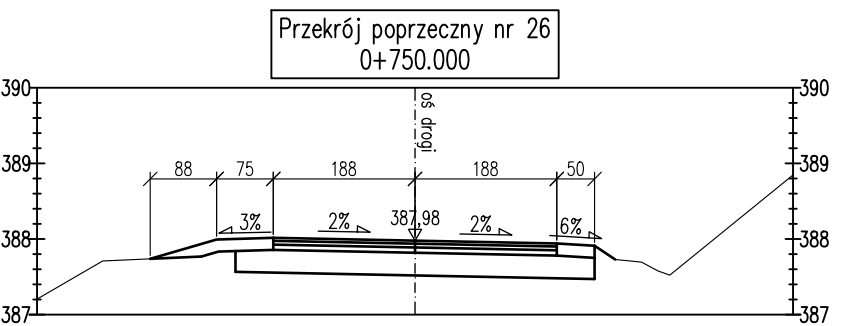 Przekrój poprzeczny nr 26
0+750.000
390 390
oś drogi
389 389
88 75 188 188 50
3% 2% 387,98 2% 6%
388 388
387 387